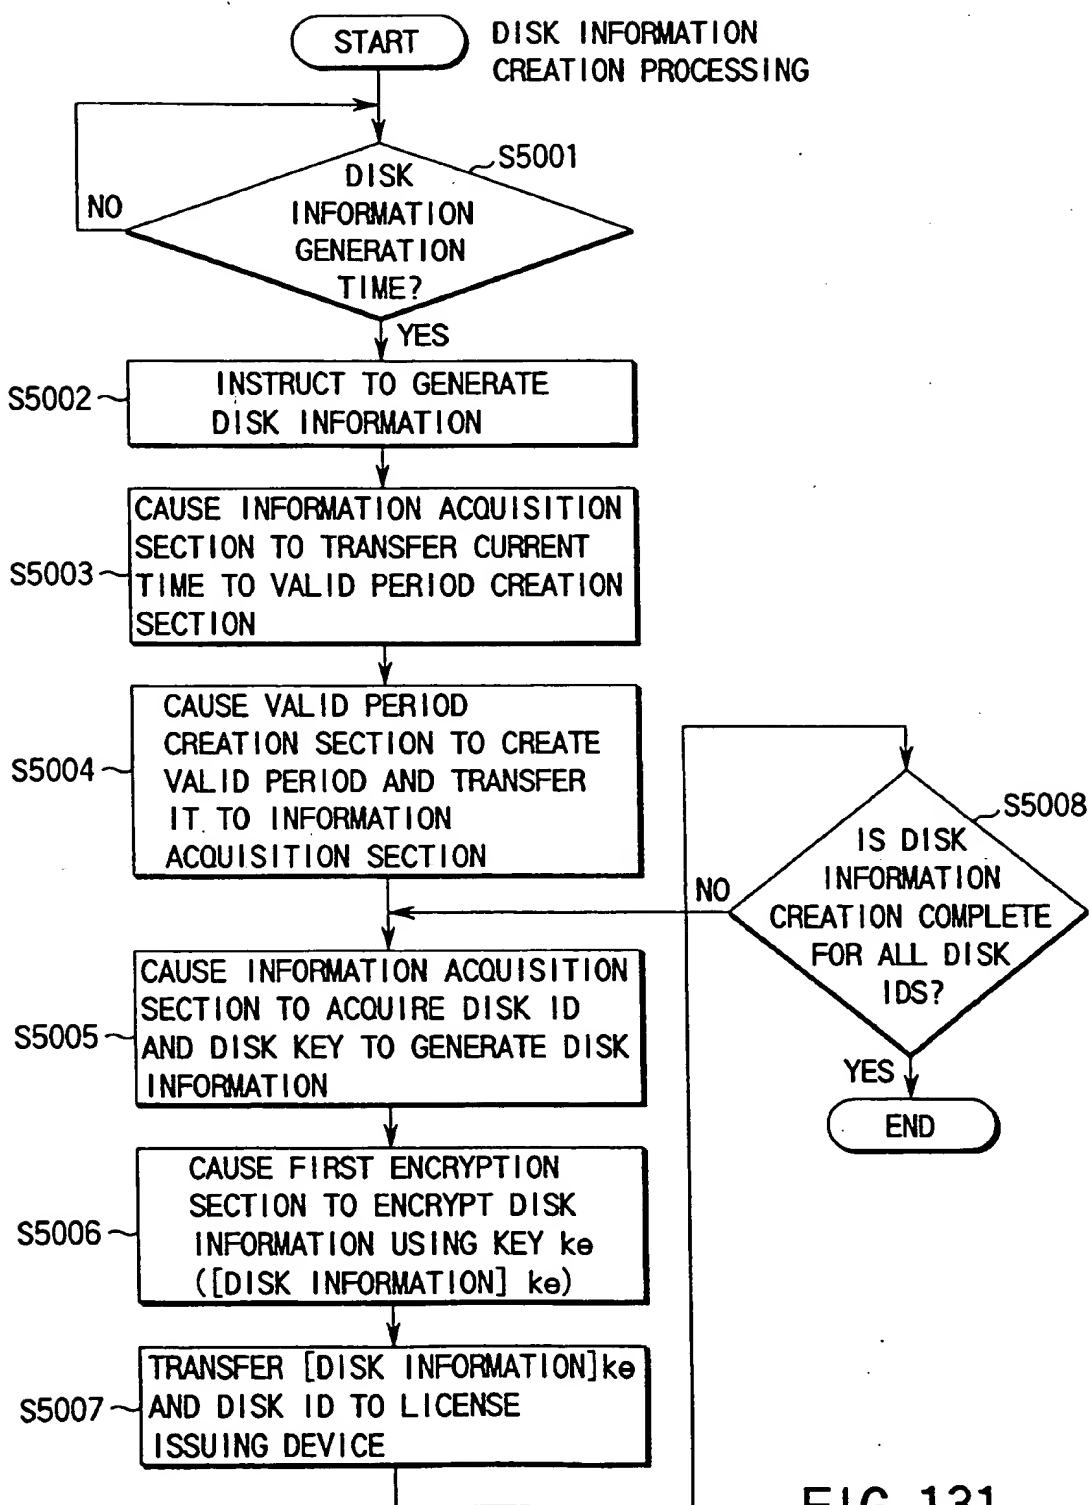 START
DISK INFORMATION
CREATION PROCESSING
S5001
DISK
INFORMATION
GENERATION
TIME?
NO
YES
S5002
INSTRUCT TO GENERATE
DISK INFORMATION
S5003
CAUSE INFORMATION ACQUISITION
SECTION TO TRANSFER CURRENT
TIME TO VALID PERIOD CREATION
SECTION
S5004
CAUSE VALID PERIOD
CREATION SECTION TO CREATE
VALID PERIOD AND TRANSFER
IT TO INFORMATION
ACQUISITION SECTION
S5005
CAUSE INFORMATION ACQUISITION
SECTION TO ACQUIRE DISK ID
AND DISK KEY TO GENERATE DISK
INFORMATION
S5006
CAUSE FIRST ENCRYPTION
SECTION TO ENCRYPT DISK
INFORMATION USING KEY ke
([DISK INFORMATION] ke)
S5007
TRANSFER [DISK INFORMATION]ke
AND DISK ID TO LICENSE
ISSUING DEVICE
S5008
IS DISK
INFORMATION
CREATION COMPLETE
FOR ALL DISK
IDS?
NO
YES
END
FIG. 131